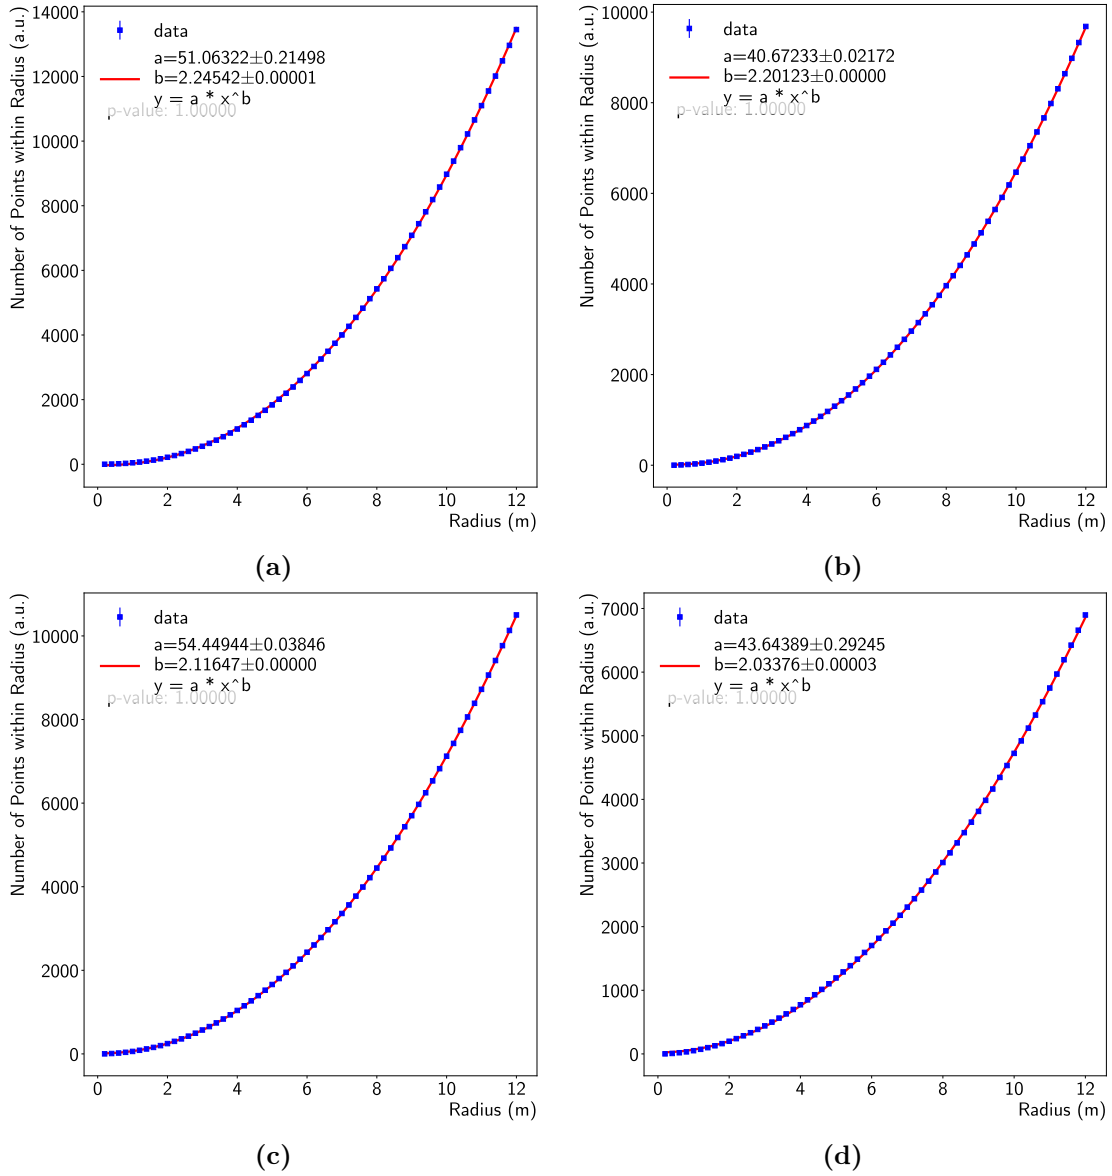 Number of Points within Radius (a.u.)
14000
12000
10000
8000
6000
4000
2000
0
data
a=51.06322±0.21498
b=2.24542±0.00001
y = a * x^b
p-value: 1.00000
0 2 4 6 8 10 12
Radius (m)
(a)
Number of Points within Radius (a.u.)
10000
8000
6000
4000
2000
0
data
a=40.67233±0.02172
b=2.20123±0.00000
y = a * x^b
p-value: 1.00000
0 2 4 6 8 10 12
Radius (m)
(b)
Number of Points within Radius (a.u.)
10000
8000
6000
4000
2000
0
data
a=54.44944±0.03846
b=2.11647±0.00000
y = a * x^b
p-value: 1.00000
0 2 4 6 8 10 12
Radius (m)
(c)
Number of Points within Radius (a.u.)
7000
6000
5000
4000
3000
2000
1000
0
data
a=43.64389±0.29245
b=2.03376±0.00003
y = a * x^b
p-value: 1.00000
0 2 4 6 8 10 12
Radius (m)
(d)